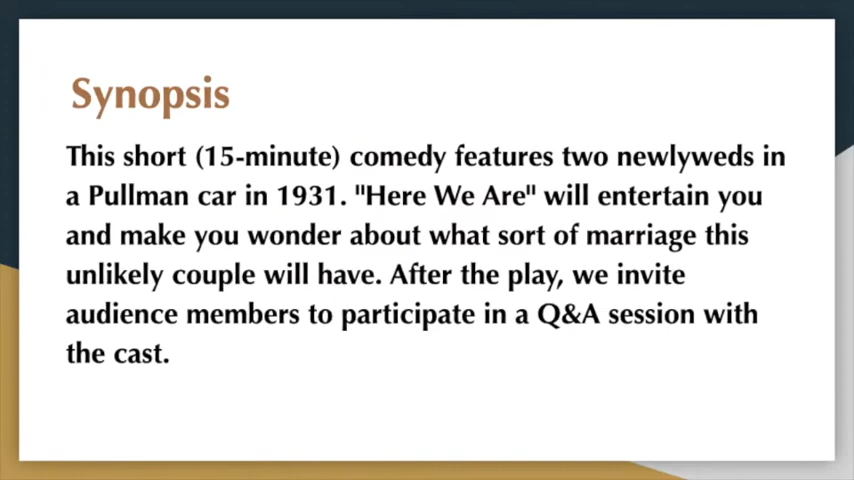 Synopsis
This short (15-minute) comedy features two newlyweds in
a Pullman car in 1931. "Here We Are" will entertain you
and make you wonder about what sort of marriage this
unlikely couple will have. After the play, we invite
audience members to participate in a Q&A session with
the cast.